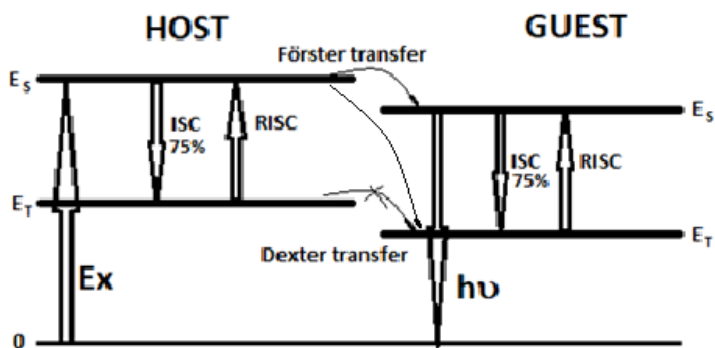 HOST
GUEST
Förster transfer
E_S
E_S
ISC
75%
RISC
ISC
75%
RISC
E_T
E_T
Dexter transfer
Ex
hυ
0